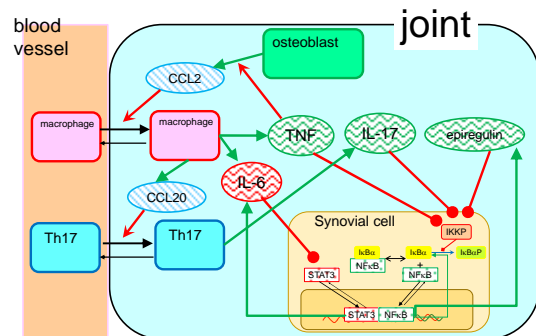 blood
vessel
joint
osteoblast
CCL2
macrophage
macrophage
TNF
IL-17
epiregulin
IL-6
CCL20
Th17
Th17
Synovial cell
IKKP
IκBα
IκBα
IκBαP
NFκB
+
NFκB
STAT3
STAT3
NFκB